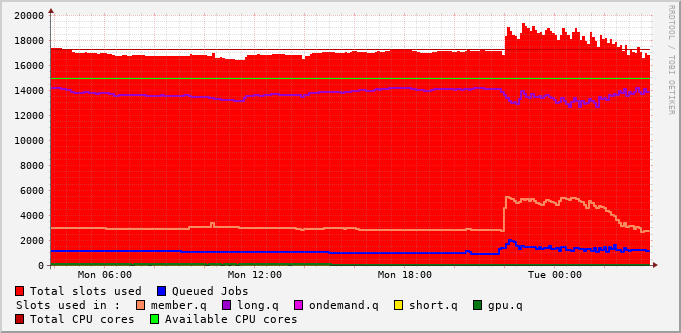 20000
18000
16000
14000
12000
10000
8000
6000
4000
2000
0
Mon 06:00 Mon 12:00 Mon 18:00 Tue 00:00
Total slots used Queued Jobs
Slots used in : member.q long.q ondemand.q short.q gpu.q
Total CPU cores Available CPU cores
RRDTOOL / TOBI OETIKER